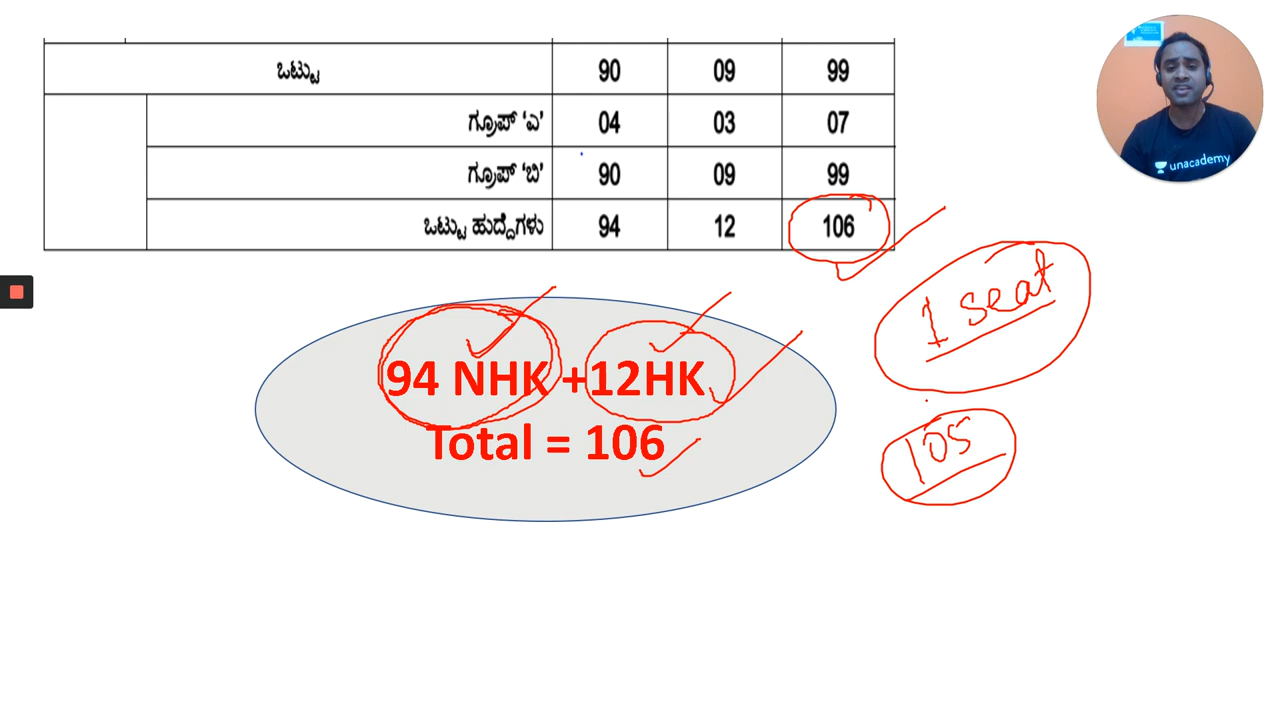 ಒಟ್ಟು 90 09 99
ಗ್ರೂಪ್ ‘ಎ’ 04 03 07
ಗ್ರೂಪ್ ‘ಬಿ’ 90 09 99
ಒಟ್ಟು ಹುದ್ದೆಗಳು 94 12 106
94 NHK +12HK
Total = 106
1 seat
105
unacademy